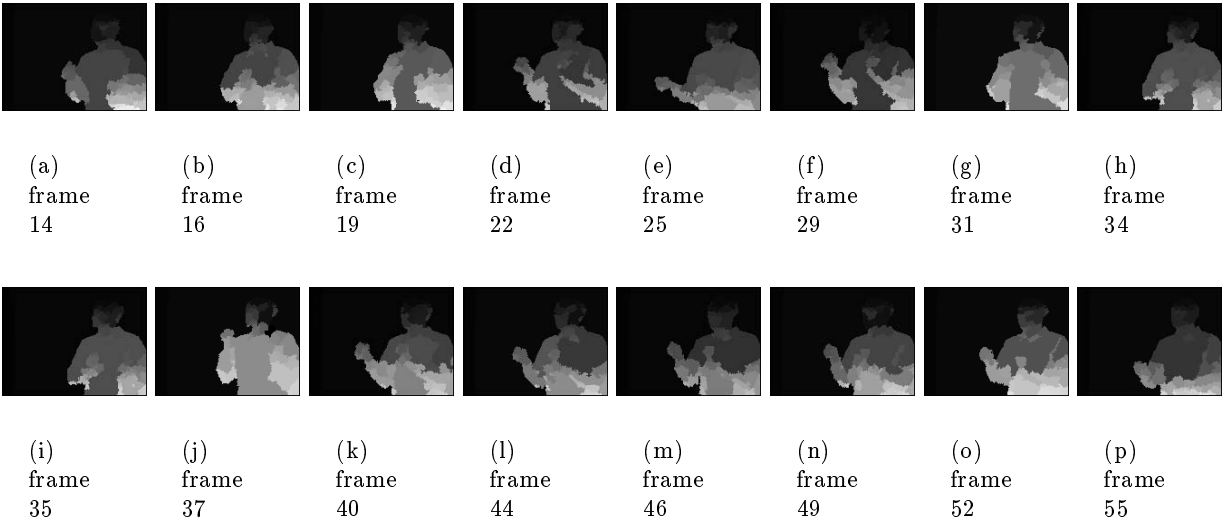 (a) (b) (c) (d) (e) (f) (g) (h)
frame frame frame frame frame frame frame frame
14 16 19 22 25 29 31 34
(i) (j) (k) (l) (m) (n) (o) (p)
frame frame frame frame frame frame frame frame
35 37 40 44 46 49 52 55